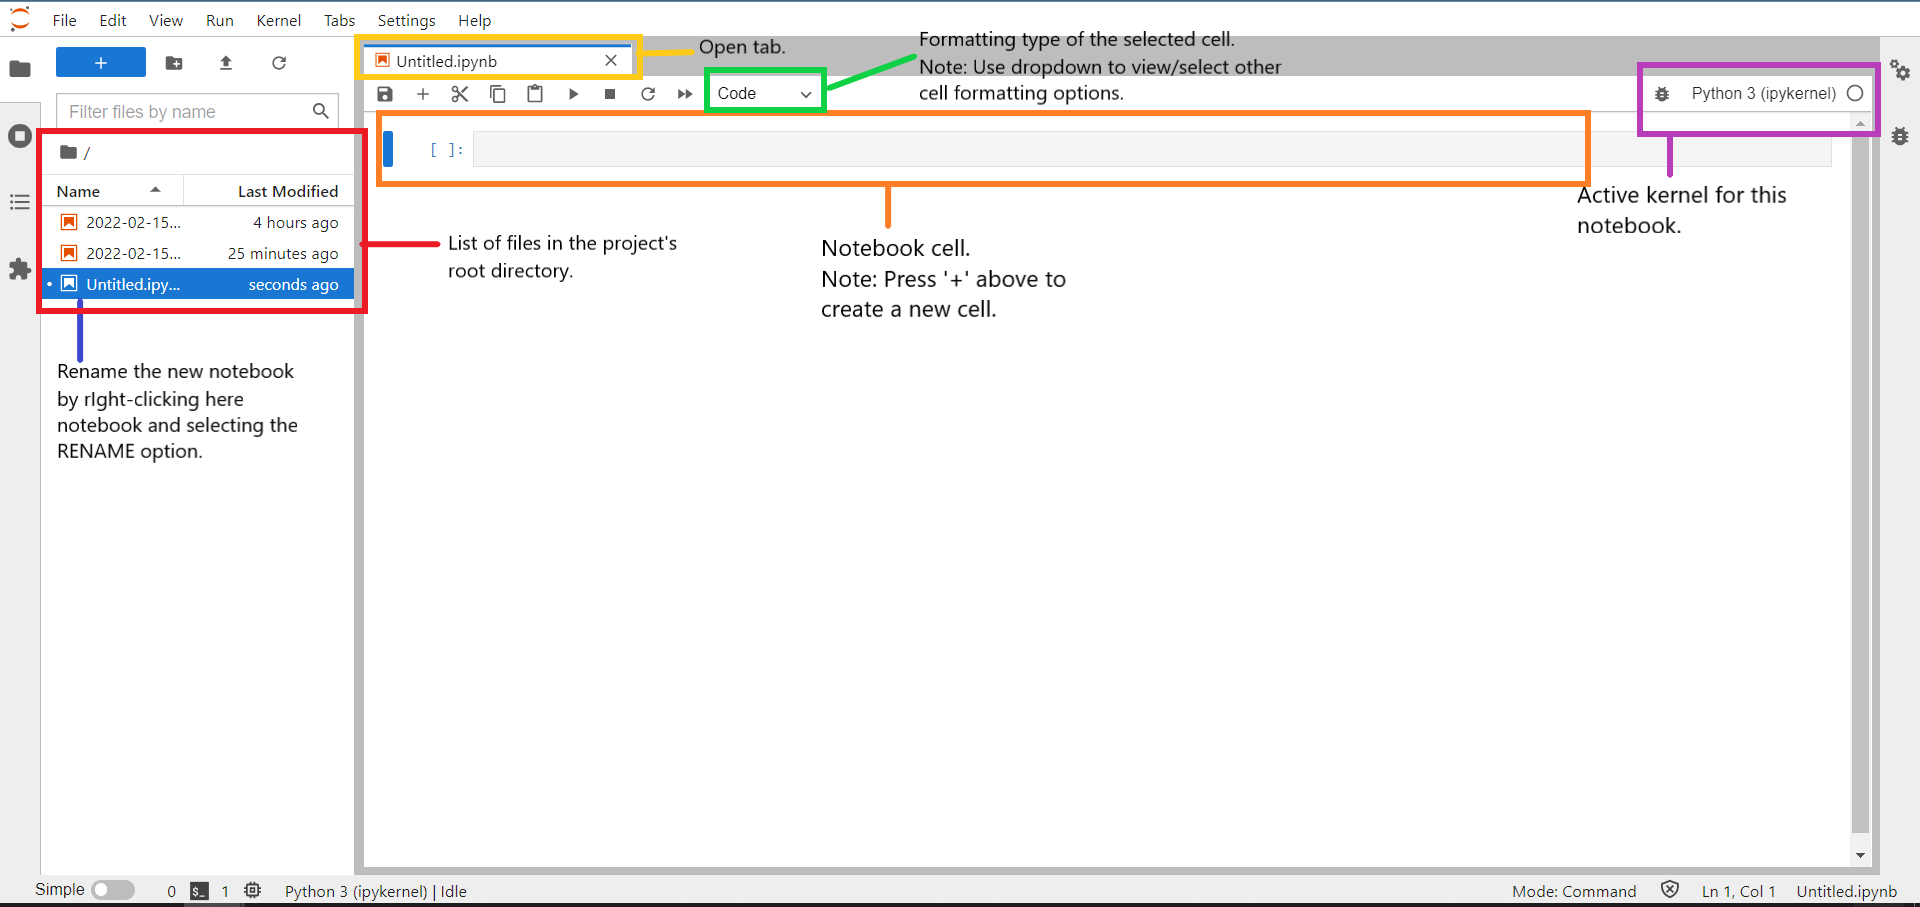 File Edit View Run Kernel Tabs Settings Help
+
Filter files by name
/
Name Last Modified
2022-02-15... 4 hours ago
2022-02-15... 25 minutes ago
Untitled.ipy... seconds ago
Rename the new notebook
by rIght-clicking here
notebook and selecting the
RENAME option.
List of files in the project's
root directory.
Untitled.ipynb
Open tab.
Code
Formatting type of the selected cell.
Note: Use dropdown to view/select other
cell formatting options.
Python 3 (ipykernel)
Active kernel for this
notebook.
[ ]:
Notebook cell.
Note: Press '+' above to
create a new cell.
Simple 0 $_ 1 Python 3 (ipykernel) | Idle Mode: Command Ln 1, Col 1 Untitled.ipynb